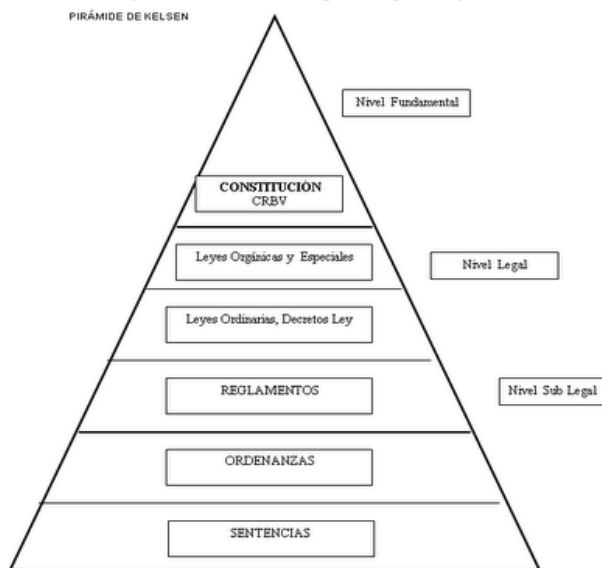 PIRÁMIDE DE KELSEN
Nivel Fundamental
CONSTITUCIÓN
CRBV
Leyes Orgánicas y Especiales
Nivel Legal
Leyes Ordinarias, Decretos Ley
REGLAMENTOS
Nivel Sub Legal
ORDENANZAS
SENTENCIAS